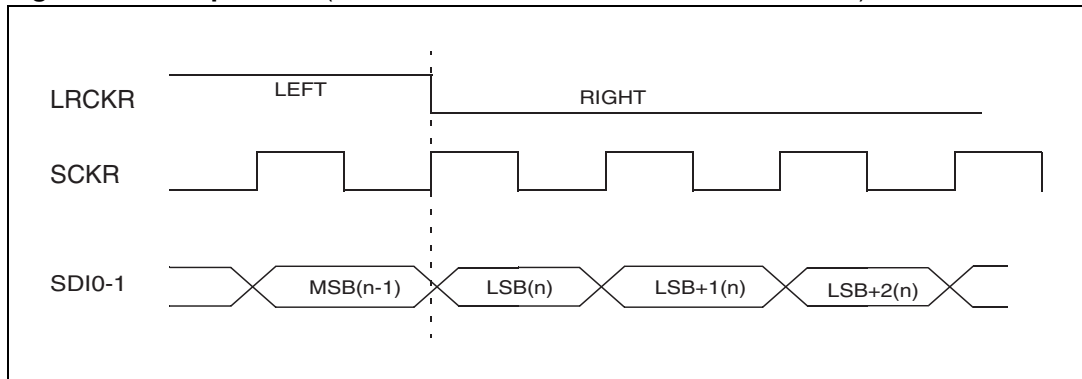 LRCKR
LEFT
RIGHT
SCKR
SDI0-1
MSB(n-1)
LSB(n)
LSB+1(n)
LSB+2(n)